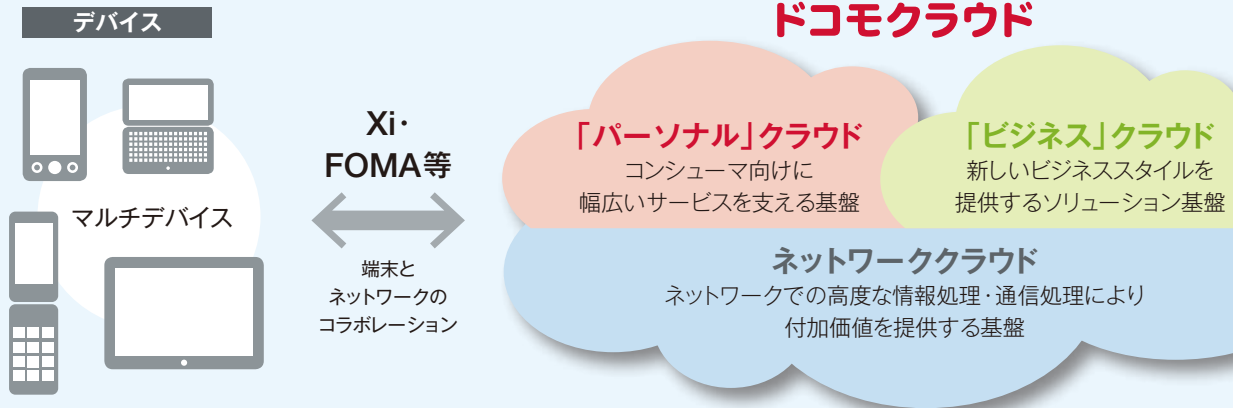 デバイス
マルチデバイス
Xi・
FOMA等
端末と
ネットワークの
コラボレーション
ドコモクラウド
「パーソナル」クラウド
コンシューマ向けに
幅広いサービスを支える基盤
「ビジネス」クラウド
新しいビジネススタイルを
提供するソリューション基盤
ネットワーククラウド
ネットワークでの高度な情報処理・通信処理により
付加価値を提供する基盤